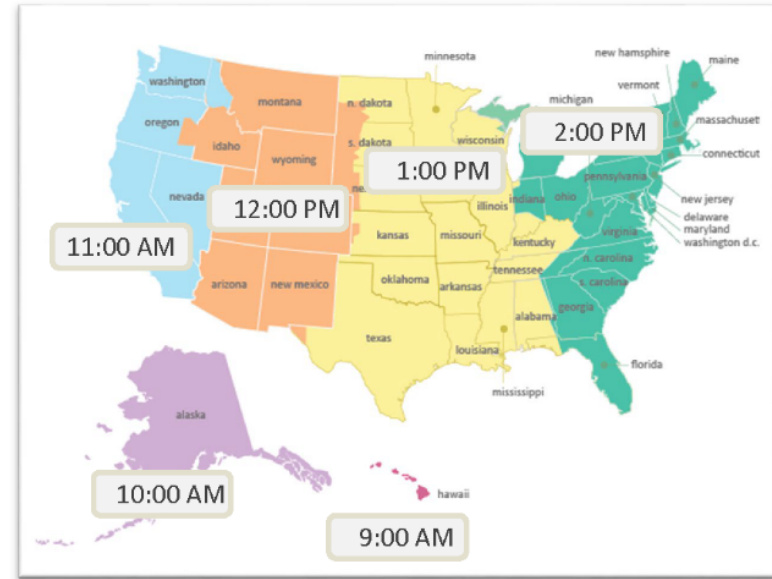 minnesota
new hamsphire
maine
washington
vermont
montana
n. dakota
michigan
massachuset
oregon
2:00 PM
s. dakota
wisconsin
connecticut
idaho
wyoming
1:00 PM
pennsylvania
nevada
ne
illinois
indiana
ohio
new jersey
12:00 PM
delaware
maryland
virginia
washington d.c.
11:00 AM
kansas
missouri
kentucky
n. carolina
tennessee
oklahoma
arkansas
s. carolina
arizona
new mexico
georgia
alabama
texas
louisiana
florida
mississippi
alaska
10:00 AM
hawaii
9:00 AM